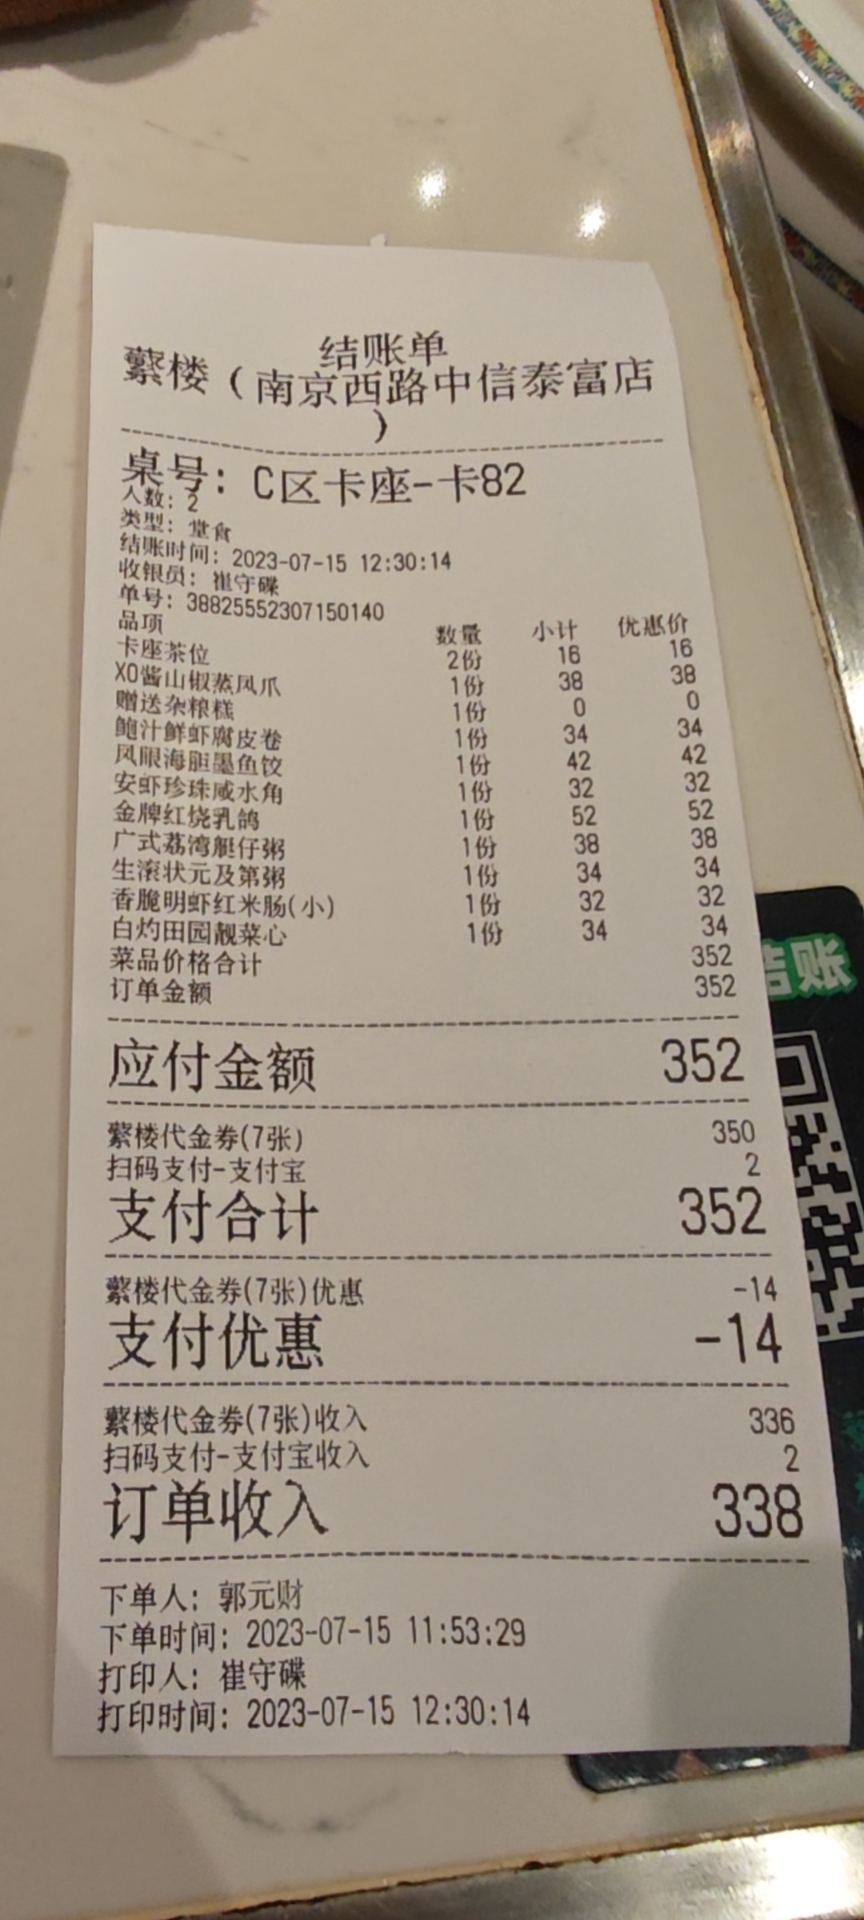 结账单
蘩楼（南京西路中信泰富店
）
桌号：C区卡座-卡82
人数：2
类型：堂食
结账时间：2023-07-15 12:30:14
收银员：崔守碟
单号：38825552307150140
品项 数量 小计 优惠价
卡座茶位 2份 16 16
XO酱山椒蒸凤爪 1份 38 38
赠送杂粮糕 1份 0 0
鲍汁鲜虾腐皮卷 1份 34 34
凤眼海胆墨鱼饺 1份 42 42
安虾珍珠咸水角 1份 32 32
金牌红烧乳鸽 1份 52 52
广式荔湾艇仔粥 1份 38 38
生滚状元及第粥 1份 34 34
香脆明虾红米肠(小) 1份 32 32
白灼田园靓菜心 1份 34 34
菜品价格合计 352
订单金额 352
应付金额 352
蘩楼代金券(7张) 350
扫码支付-支付宝 2
支付合计 352
蘩楼代金券(7张)优惠 -14
支付优惠 -14
蘩楼代金券(7张)收入 336
扫码支付-支付宝收入 2
订单收入 338
下单人：郭元财
下单时间：2023-07-15 11:53:29
打印人：崔守碟
打印时间：2023-07-15 12:30:14
结账